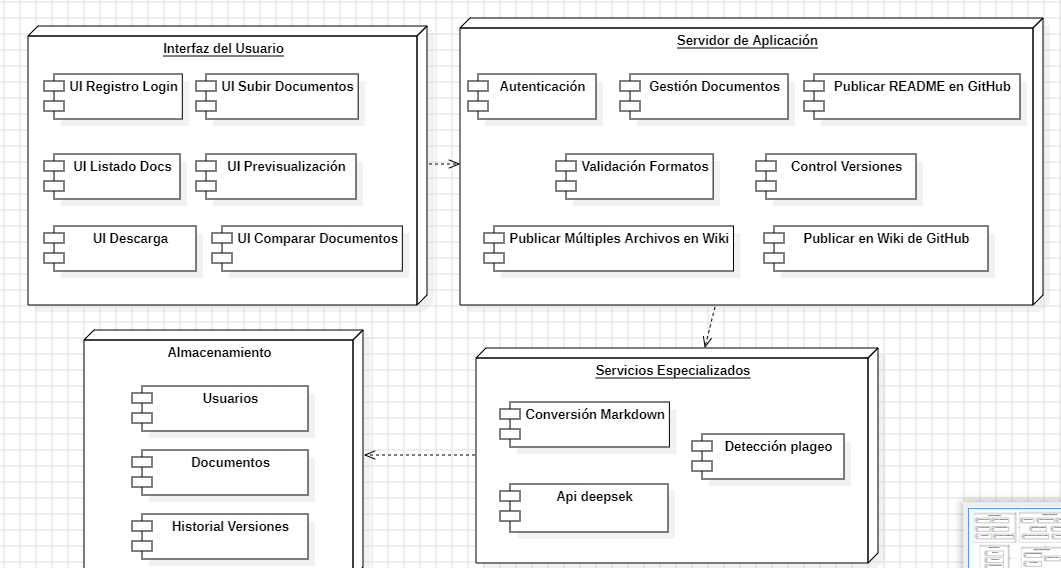 Interfaz del Usuario
UI Registro Login
UI Subir Documentos
UI Listado Docs
UI Previsualización
UI Descarga
UI Comparar Documentos
Servidor de Aplicación
Autenticación
Gestión Documentos
Publicar README en GitHub
Validación Formatos
Control Versiones
Publicar Múltiples Archivos en Wiki
Publicar en Wiki de GitHub
Almacenamiento
Usuarios
Documentos
Historial Versiones
Servicios Especializados
Conversión Markdown
Detección plageo
Api deepsek